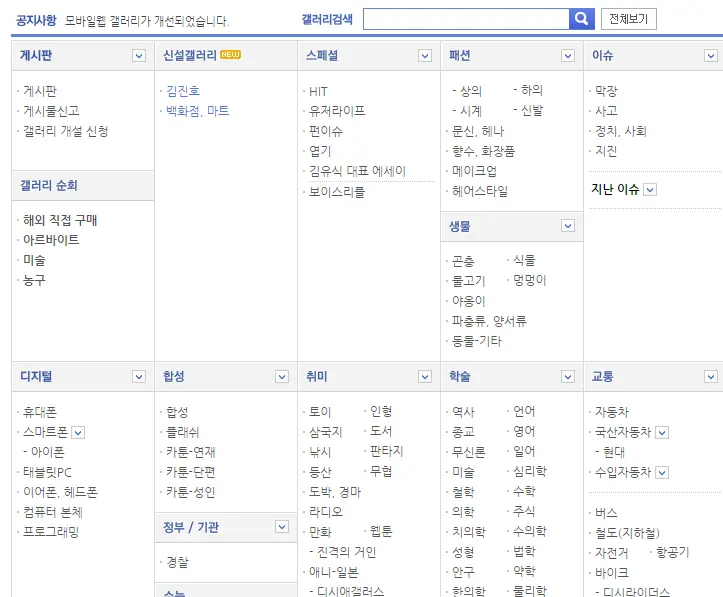 공지사항 모바일웹 갤러리가 개선되었습니다. 갤러리검색 전체보기
게시판
· 게시판
· 게시물신고
· 갤러리 개설 신청
갤러리 순회
· 해외 직접 구매
· 아르바이트
· 미술
· 농구
신설갤러리 NEW
· 김진호
· 백화점, 마트
스페셜
· HIT
· 유저라이프
· 펀이슈
· 엽기
· 김유식 대표 에세이
· 보이스리플
패션
- 상의 - 하의
- 시계 - 신발
· 문신, 헤나
· 향수, 화장품
· 메이크업
· 헤어스타일
생물
· 곤충 · 식물
· 물고기 · 멍멍이
· 야옹이
· 파충류, 양서류
· 동물-기타
이슈
· 막장
· 사고
· 정치, 사회
· 지진
지난 이슈
디지털
· 휴대폰
· 스마트폰
- 아이폰
· 태블릿PC
· 이어폰, 헤드폰
· 컴퓨터 본체
· 프로그래밍
합성
· 합성
· 플래쉬
· 카툰-연재
· 카툰-단편
· 카툰-성인
정부 / 기관
· 경찰
수능
취미
· 토이 · 인형
· 삼국지 · 도서
· 낚시 · 판타지
· 등산 · 무협
· 도박, 경마
· 라디오
· 만화 · 웹툰
- 진격의 거인
· 애니-일본
- 디시애갤러스
학술
· 역사 · 언어
· 종교 · 영어
· 무신론 · 일어
· 미술 · 심리학
· 철학 · 수학
· 의학 · 주식
· 치의학 · 수의학
· 성형 · 법학
· 안구 · 약학
· 한의학 · 물리학
교통
· 자동차
· 국산자동차
- 현대
· 수입자동차
· 버스
· 철도(지하철)
· 자전거 · 항공기
· 바이크
- 디시라이더스